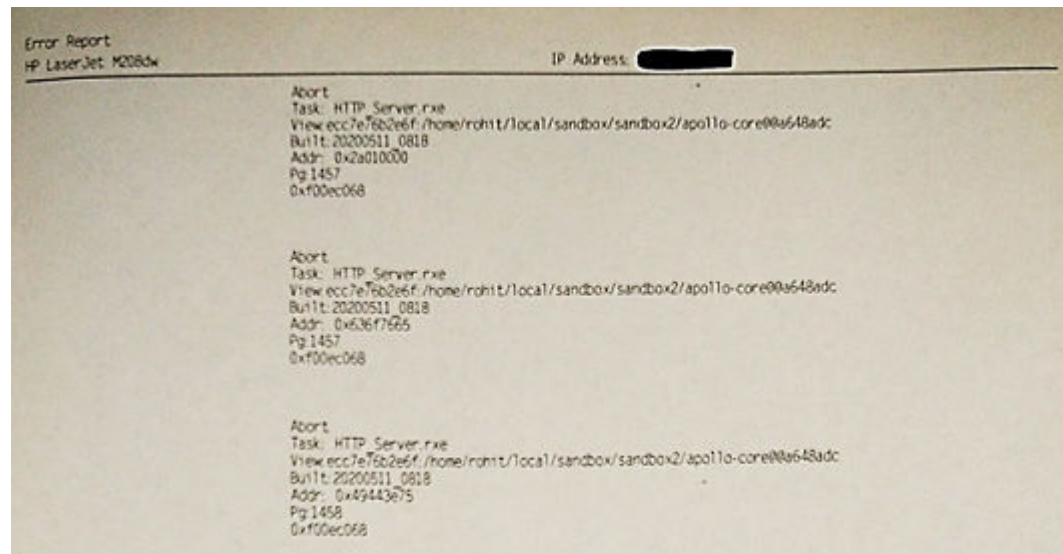 Error Report
HP LaserJet M208dw
IP Address:
Abort
Task: HTTP_Server.rxe
View:ecc7e76b2e6f:/home/rohit/local/sandbox/sandbox2/apollo-core00a648adc
Built:20200511_0818
Addr: 0x2a010000
Pg:1457
0xf00ec068
Abort
Task: HTTP_Server.rxe
View:ecc7e76b2e6f:/home/rohit/local/sandbox/sandbox2/apollo-core00a648adc
Built:20200511_0818
Addr: 0x636f7665
Pg:1457
0xf00ec068
Abort
Task: HTTP_Server.rxe
View:ecc7e76b2e6f:/home/rohit/local/sandbox/sandbox2/apollo-core00a648adc
Built:20200511_0818
Addr: 0x49443e75
Pg:1458
0xf00ec068